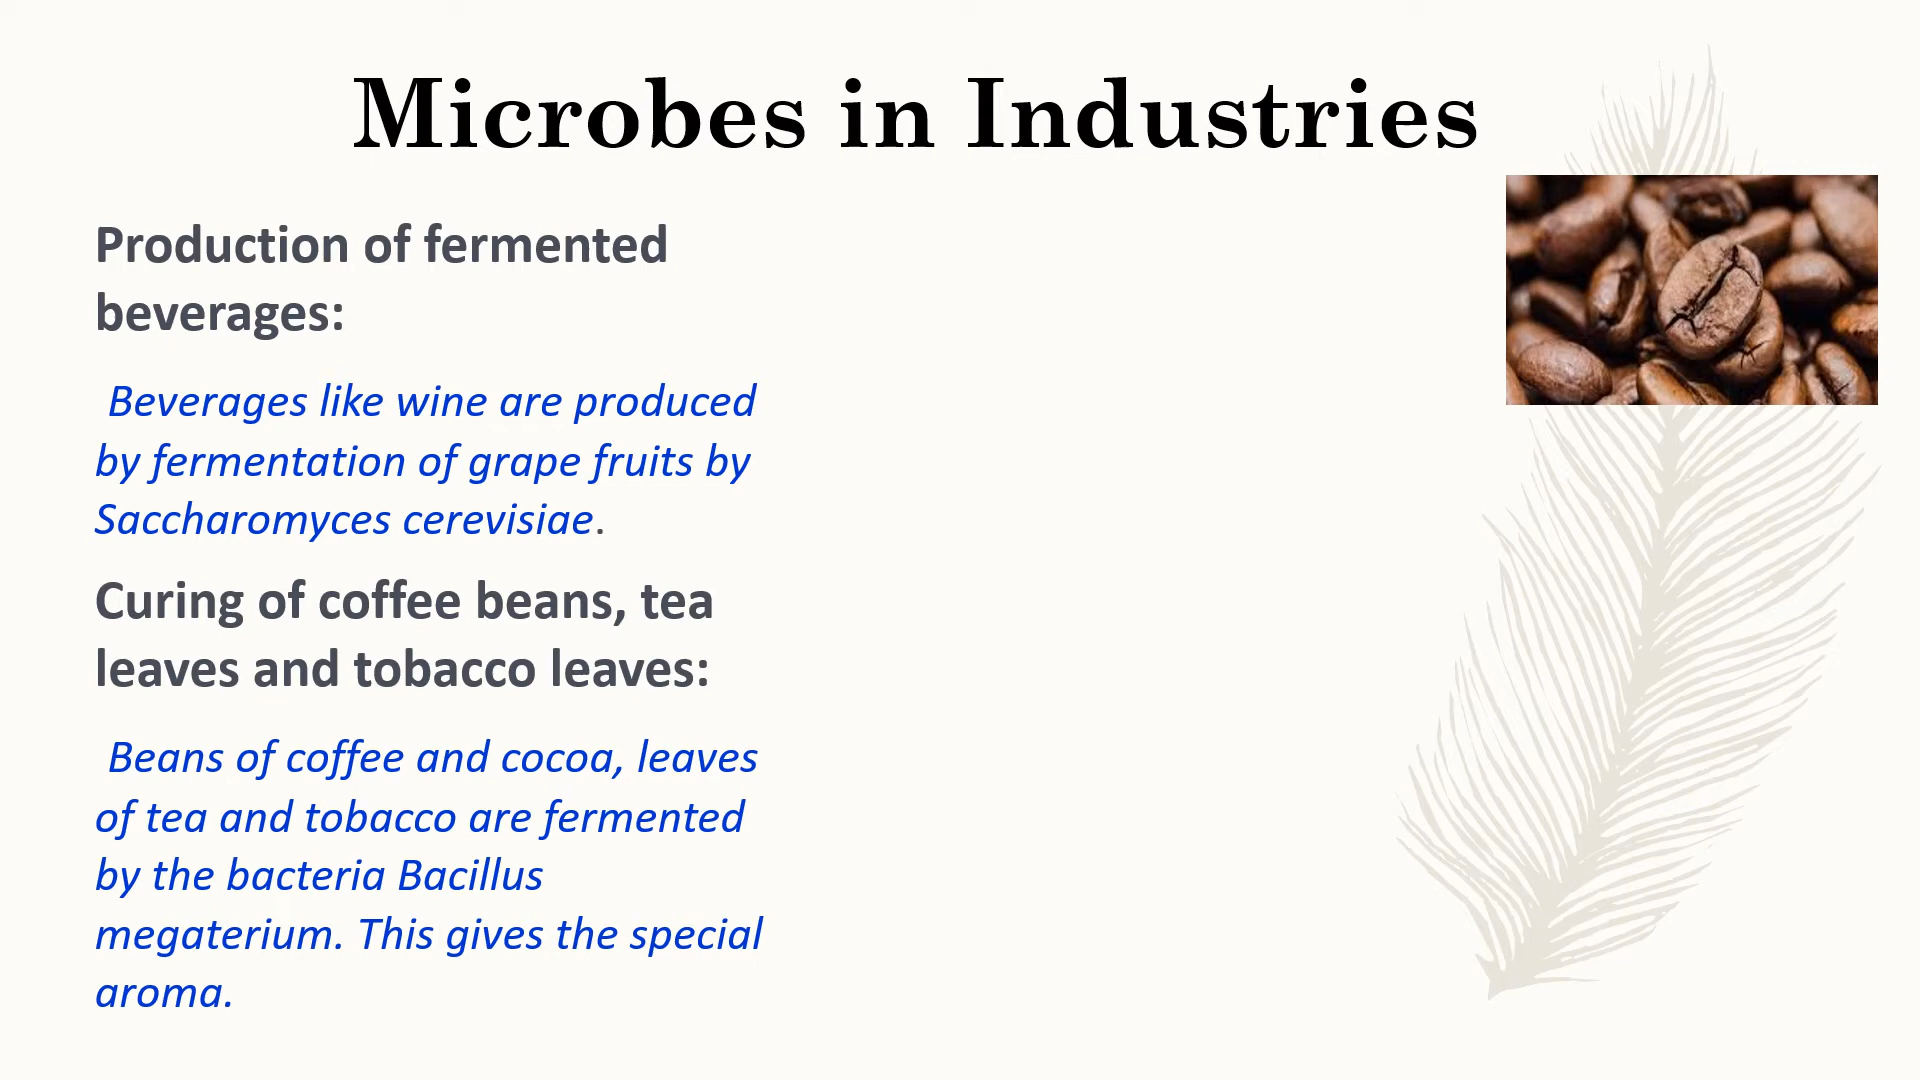 Microbes in Industries
Production of fermented
beverages:
Beverages like wine are produced
by fermentation of grape fruits by
Saccharomyces cerevisiae.
Curing of coffee beans, tea
leaves and tobacco leaves:
Beans of coffee and cocoa, leaves
of tea and tobacco are fermented
by the bacteria Bacillus
megaterium. This gives the special
aroma.